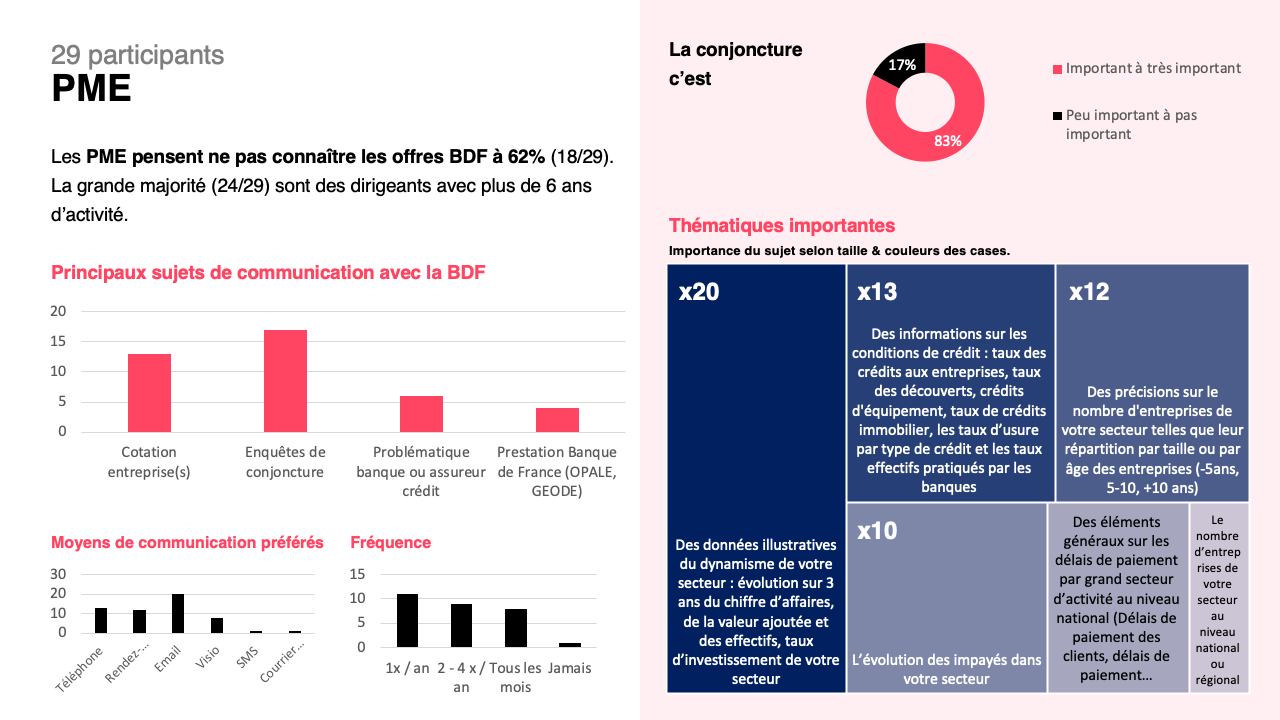 29 participants
PME
Les PME pensent ne pas connaître les offres BDF à 62% (18/29).
La grande majorité (24/29) sont des dirigeants avec plus de 6 ans
d’activité.
Principaux sujets de communication avec la BDF
20
15
10
5
0
Cotation
entreprise(s)
Enquêtes de
conjoncture
Problématique
banque ou assureur
crédit
Prestation Banque
de France (OPALE,
GEODE)
Moyens de communication préférés
30
20
10
0
Téléphone
Rendez-…
Email
Visio
SMS
Courrier…
Fréquence
15
10
5
0
1x / an
2 - 4 x /
an
Tous les
mois
Jamais
La conjoncture
c’est
17%
83%
Important à très important
Peu important à pas
important
Thématiques importantes
Importance du sujet selon taille & couleurs des cases.
x20
Des données illustratives
du dynamisme de votre
secteur : évolution sur 3
ans du chiffre d’affaires,
de la valeur ajoutée et
des effectifs, taux
d’investissement de votre
secteur
x13
Des informations sur les
conditions de crédit : taux des
crédits aux entreprises, taux
des découverts, crédits
d'équipement, taux de crédits
immobilier, les taux d’usure
par type de crédit et les taux
effectifs pratiqués par les
banques
x12
Des précisions sur le
nombre d'entreprises de
votre secteur telles que leur
répartition par taille ou par
âge des entreprises (-5ans,
5-10, +10 ans)
x10
L’évolution des impayés dans
votre secteur
Des éléments
généraux sur les
délais de paiement
par grand secteur
d’activité au niveau
national (Délais de
paiement des
clients, délais de
paiement…
Le
nombre
d’entrep
rises de
votre
secteur
au
niveau
national
ou
régional